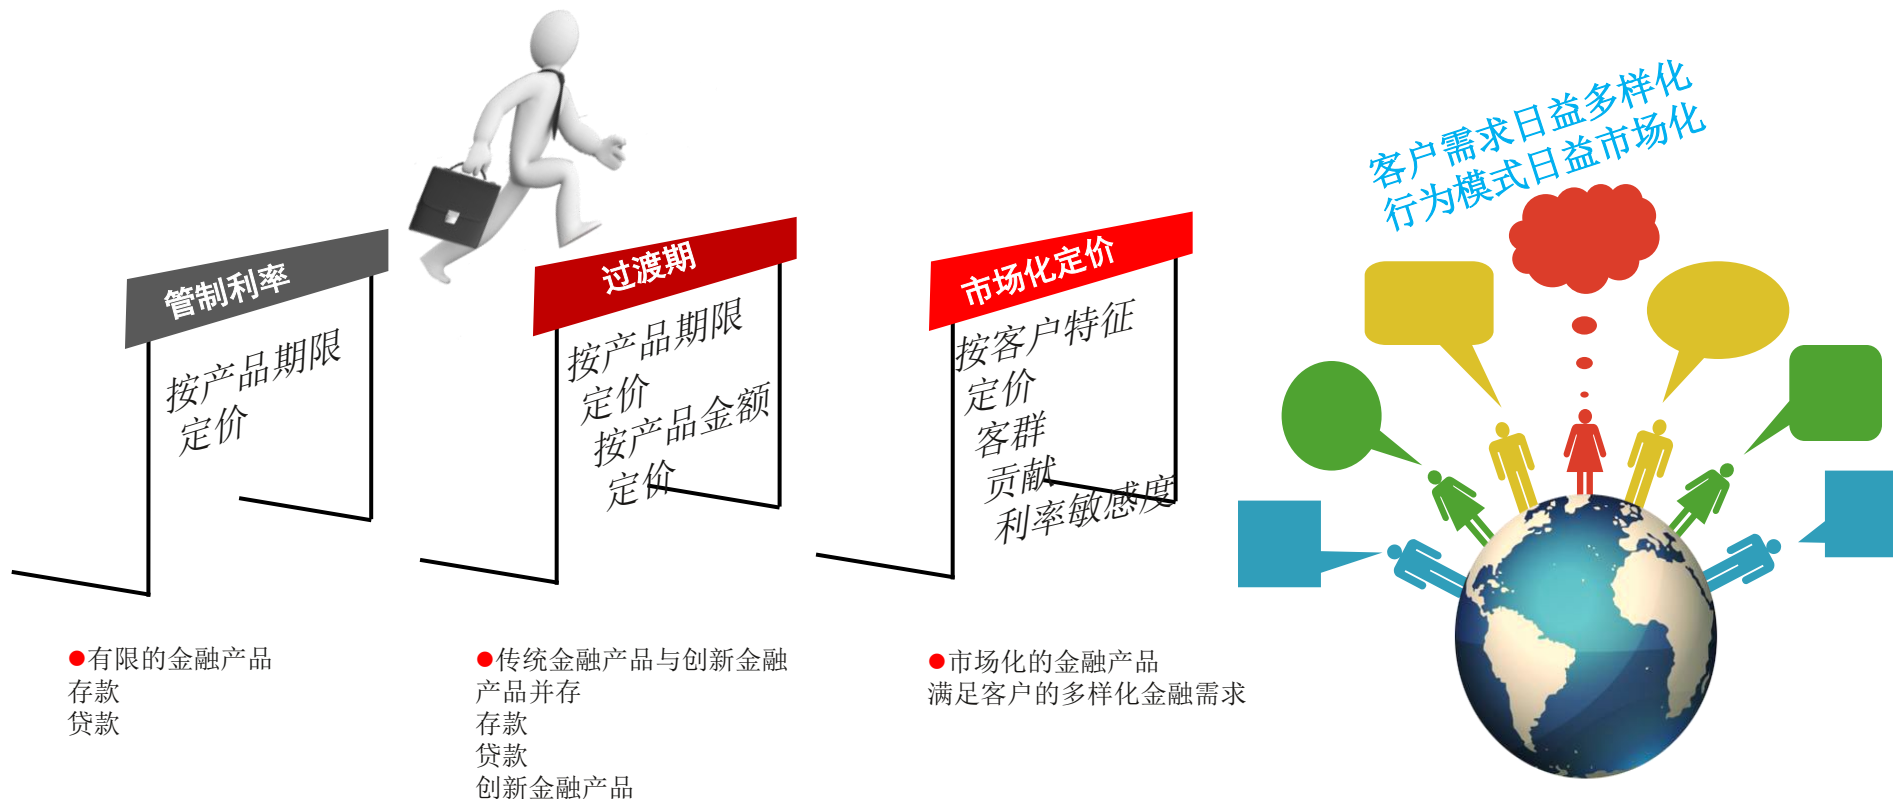 客户需求日益多样化
行为模式日益市场化
管制利率
按产品期限
定价
过渡期
按产品期限
定价
按产品金额
定价
市场化定价
按客户特征
定价
客群
贡献
利率敏感度
●有限的金融产品
存款
贷款
●传统金融产品与创新金融
产品并存
存款
贷款
创新金融产品
●市场化的金融产品
满足客户的多样化金融需求